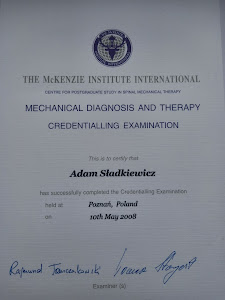 THE McKENZIE INSTITUTE INTERNATIONAL
CENTRE FOR POSTGRADUATE STUDY IN SPINAL MECHANICAL THERAPY
MECHANICAL DIAGNOSIS AND THERAPY
CREDENTIALLING EXAMINATION
This is to certify that
Adam Sładkiewicz
has successfully completed the Credentialling Examination
held at Poznań, Poland
on 10th May 2008
Examiner (s)